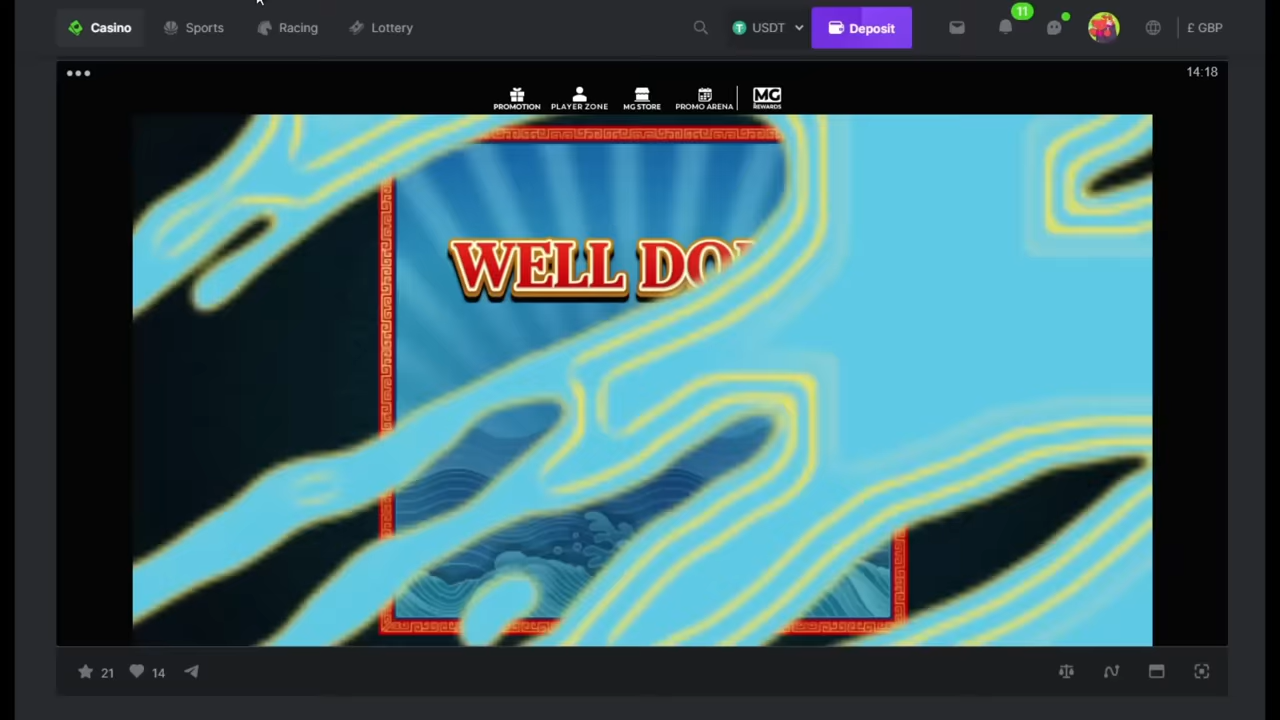 Casino
Sports
Racing
Lottery
USDT
Deposit
11
£ GBP
14:18
PROMOTION
PLAYER ZONE
MG STORE
PROMO ARENA
MG
REWARDS
WELL DO
21
14